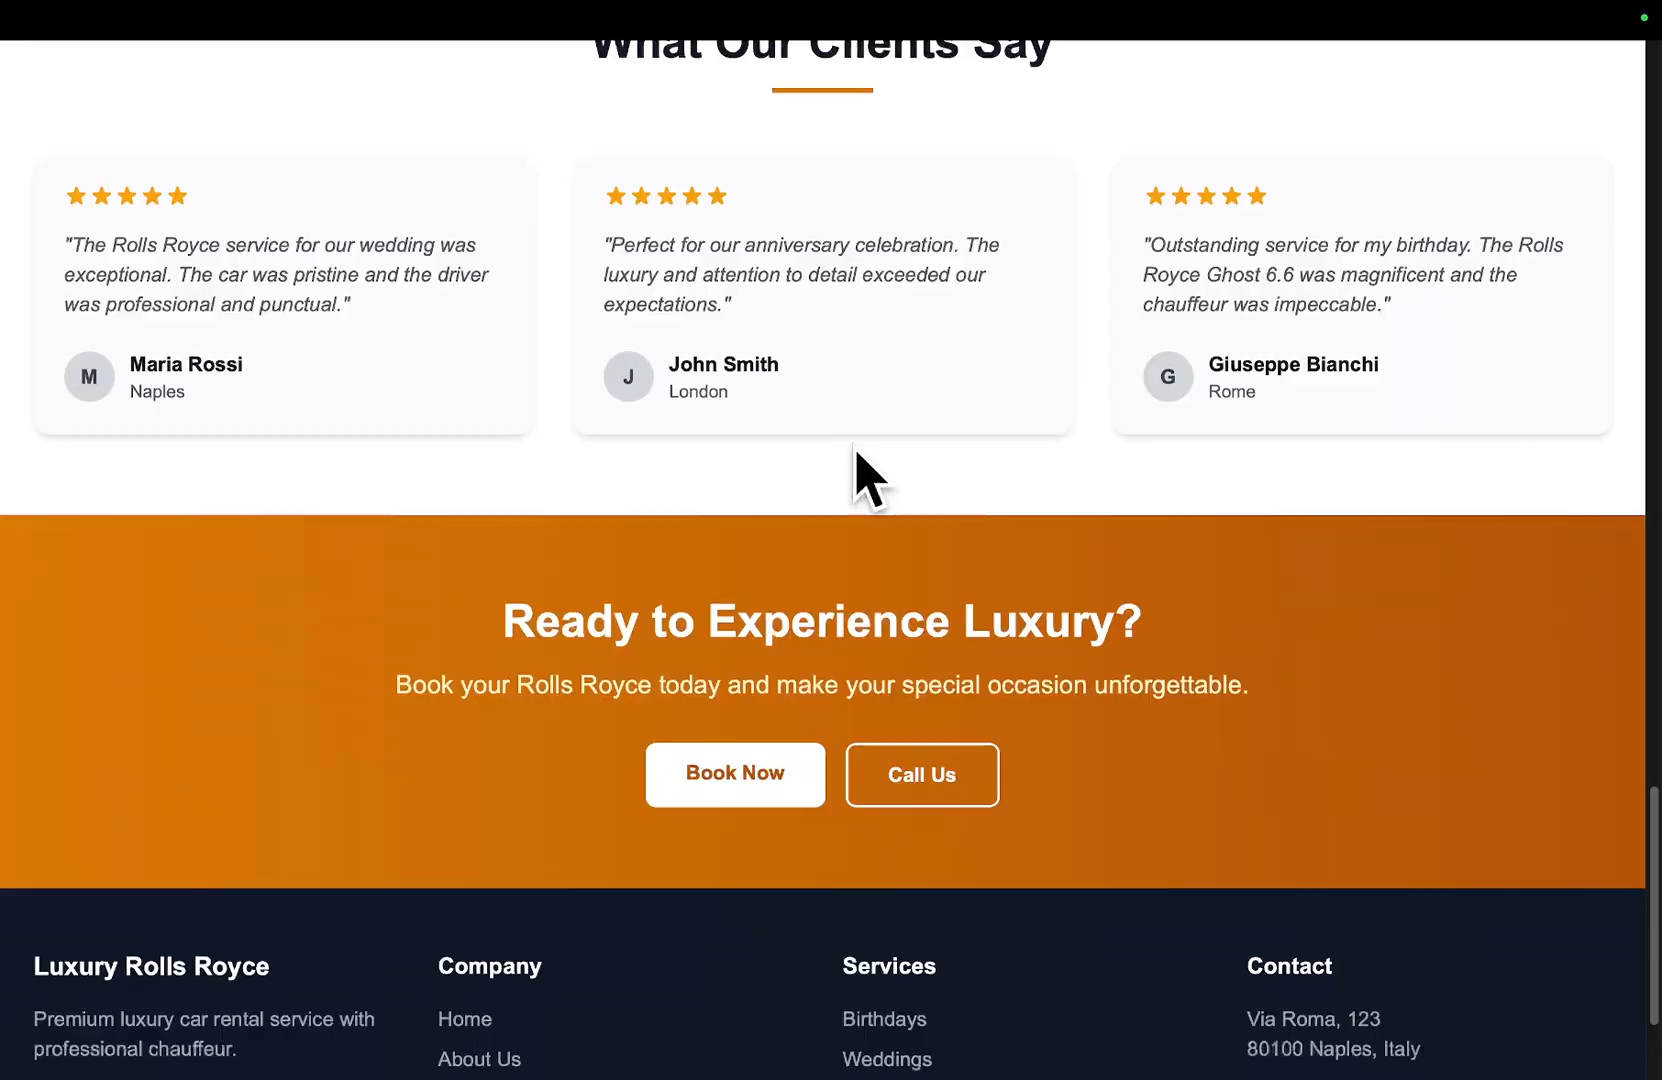 What Our Clients Say
"The Rolls Royce service for our wedding was
exceptional. The car was pristine and the driver
was professional and punctual."
M
Maria Rossi
Naples
"Perfect for our anniversary celebration. The
luxury and attention to detail exceeded our
expectations."
J
John Smith
London
"Outstanding service for my birthday. The Rolls
Royce Ghost 6.6 was magnificent and the
chauffeur was impeccable."
G
Giuseppe Bianchi
Rome
Ready to Experience Luxury?
Book your Rolls Royce today and make your special occasion unforgettable.
Book Now
Call Us
Luxury Rolls Royce
Premium luxury car rental service with
professional chauffeur.
Company
Home
About Us
Services
Birthdays
Weddings
Contact
Via Roma, 123
80100 Naples, Italy